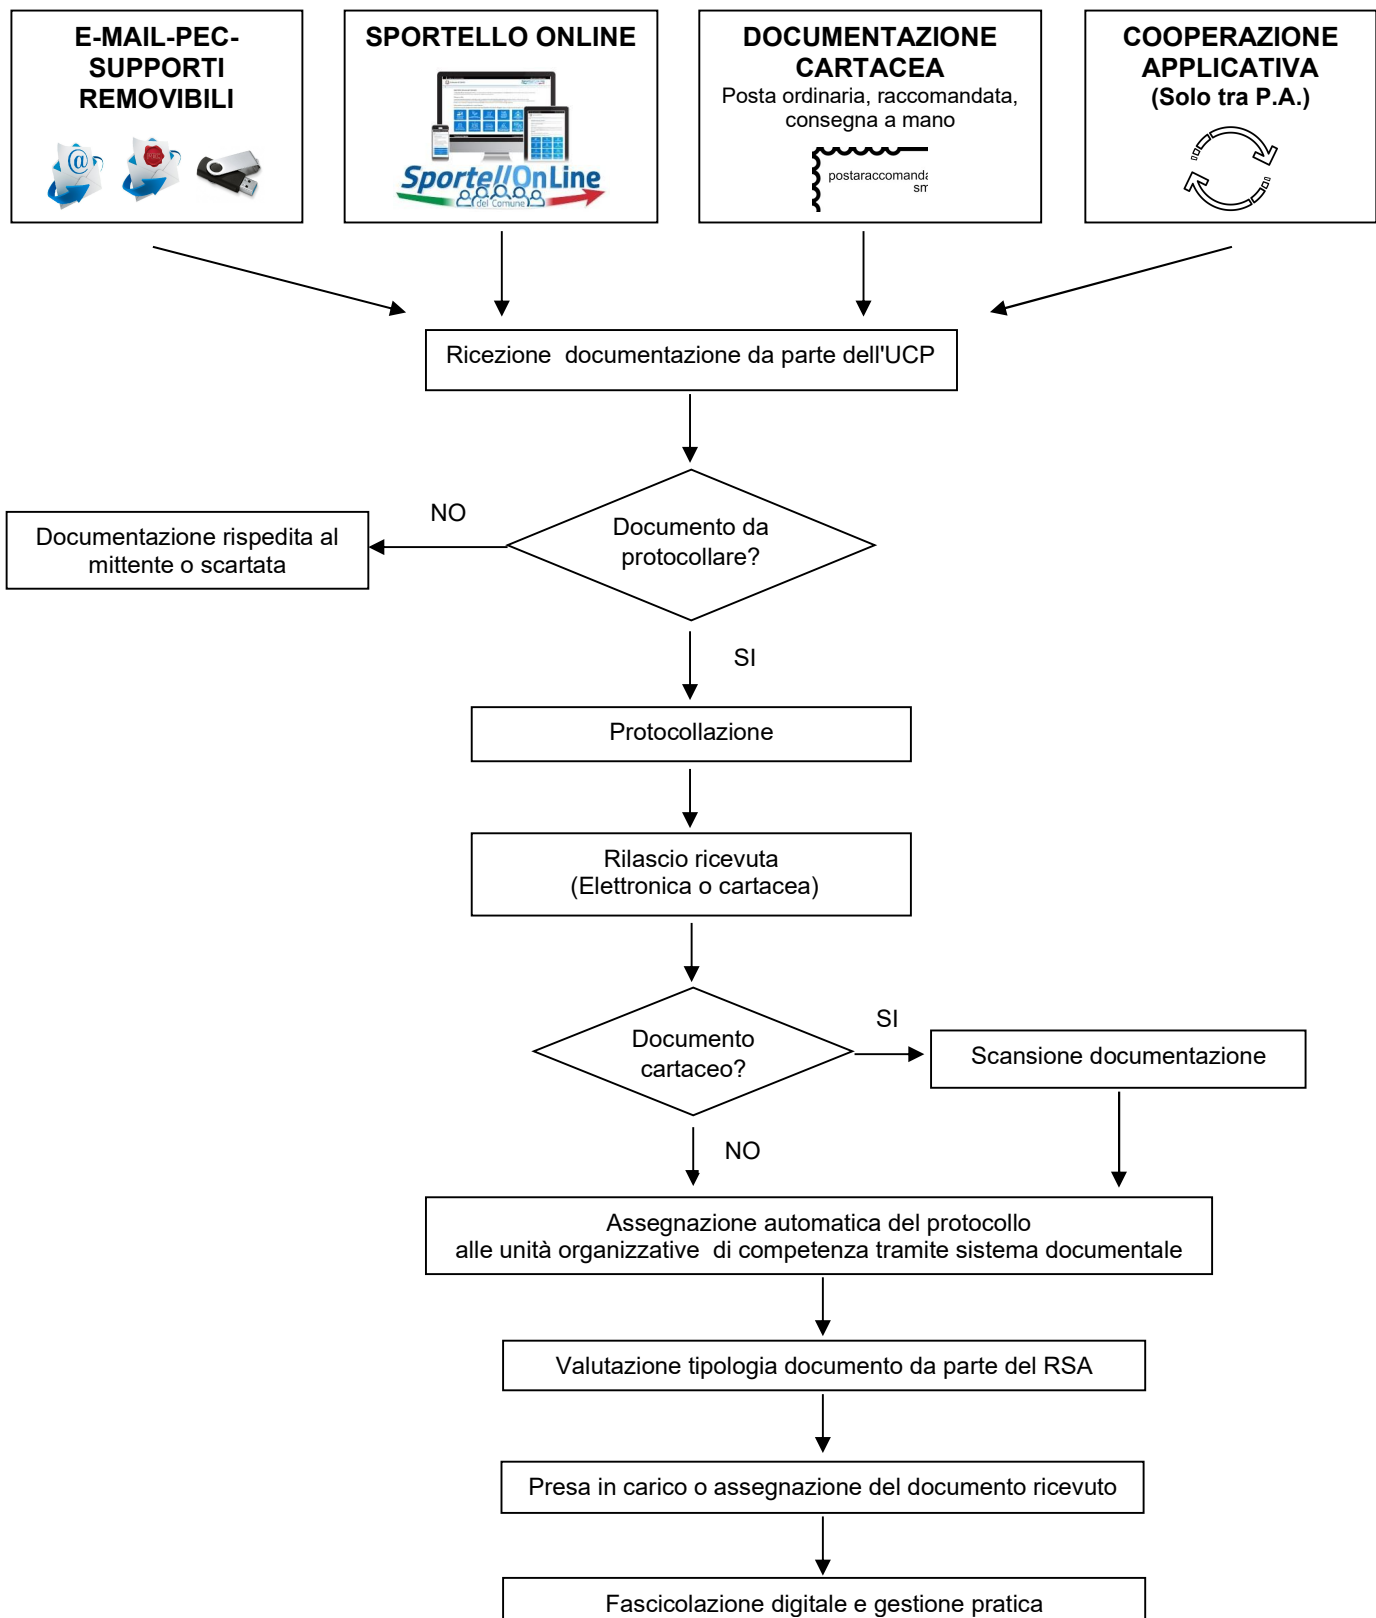 E-MAIL-PEC-
SUPPORTI
REMOVIBILI
@
SPORTELLO ONLINE
SportellOnLine
del Comune
DOCUMENTAZIONE
CARTACEA
Posta ordinaria, raccomandata,
consegna a mano
postaraccomanda
sm
COOPERAZIONE
APPLICATIVA
(Solo tra P.A.)
Ricezione documentazione da parte dell'UCP
Documento da
protocollare?
NO
Documentazione rispedita al
mittente o scartata
SI
Protocollazione
Rilascio ricevuta
(Elettronica o cartacea)
Documento
cartaceo?
SI
Scansione documentazione
NO
Assegnazione automatica del protocollo
alle unità organizzative di competenza tramite sistema documentale
Valutazione tipologia documento da parte del RSA
Presa in carico o assegnazione del documento ricevuto
Fascicolazione digitale e gestione pratica